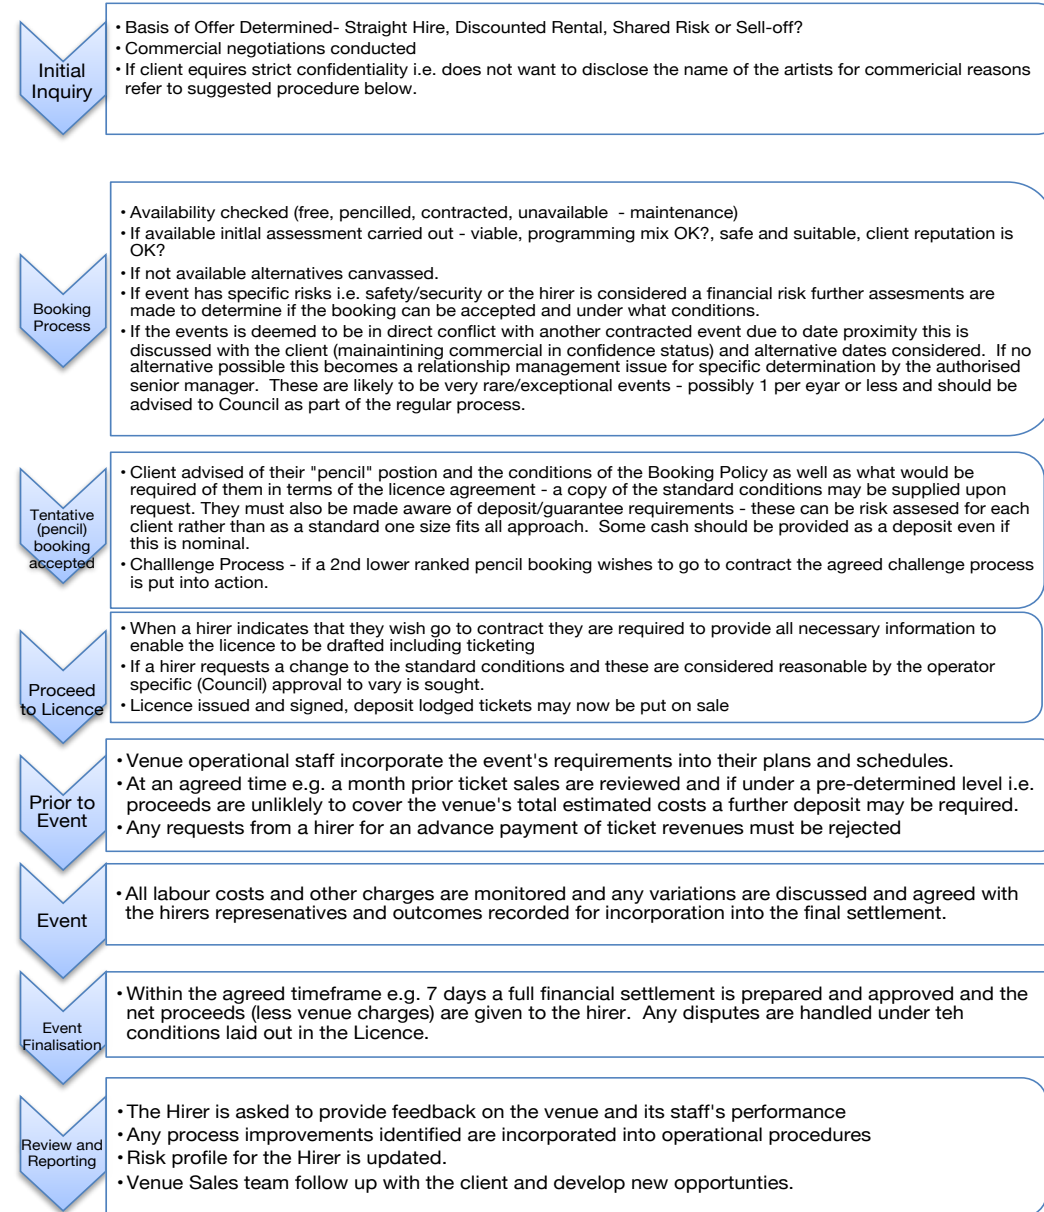 Initial
Inquiry
• Basis of Offer Determined- Straight Hire, Discounted Rental, Shared Risk or Sell-off?
• Commercial negotiations conducted
• If client equires strict confidentiality i.e. does not want to disclose the name of the artists for commericial reasons
refer to suggested procedure below.
Booking
Process
• Availability checked (free, pencilled, contracted, unavailable  - maintenance)
• If available initlal assessment carried out - viable, programming mix OK?, safe and suitable, client reputation is
OK?
• If not available alternatives canvassed.
• If event has specific risks i.e. safety/security or the hirer is considered a financial risk further assesments are
made to determine if the booking can be accepted and under what conditions.
• If the events is deemed to be in direct conflict with another contracted event due to date proximity this is
discussed with the client (mainaintining commercial in confidence status) and alternative dates considered.  If no
alternative possible this becomes a relationship management issue for specific determination by the authorised
senior manager.  These are likely to be very rare/exceptional events - possibly 1 per eyar or less and should be
advised to Council as part of the regular process.
Tentative
(pencil)
booking
accepted
• Client advised of their "pencil" postion and the conditions of the Booking Policy as well as what would be
required of them in terms of the licence agreement - a copy of the standard conditions may be supplied upon
request. They must also be made aware of deposit/guarantee requirements - these can be risk assesed for each
client rather than as a standard one size fits all approach.  Some cash should be provided as a deposit even if
this is nominal.
• Challlenge Process - if a 2nd lower ranked pencil booking wishes to go to contract the agreed challenge process
is put into action.
Proceed
to Licence
• When a hirer indicates that they wish go to contract they are required to provide all necessary information to
enable the licence to be drafted including ticketing
• If a hirer requests a change to the standard conditions and these are considered reasonable by the operator
specific (Council) approval to vary is sought.
• Licence issued and signed, deposit lodged tickets may now be put on sale
Prior to
Event
• Venue operational staff incorporate the event's requirements into their plans and schedules.
• At an agreed time e.g. a month prior ticket sales are reviewed and if under a pre-determined level i.e.
proceeds are unliklely to cover the venue's total estimated costs a further deposit may be required.
• Any requests from a hirer for an advance payment of ticket revenues must be rejected
Event
• All labour costs and other charges are monitored and any variations are discussed and agreed with
the hirers represenatives and outcomes recorded for incorporation into the final settlement.
Event
Finalisation
• Within the agreed timeframe e.g. 7 days a full financial settlement is prepared and approved and the
net proceeds (less venue charges) are given to the hirer.  Any disputes are handled under teh
conditions laid out in the Licence.
Review and
Reporting
• The Hirer is asked to provide feedback on the venue and its staff's performance
• Any process improvements identified are incorporated into operational procedures
• Risk profile for the Hirer is updated.
• Venue Sales team follow up with the client and develop new opportunties.